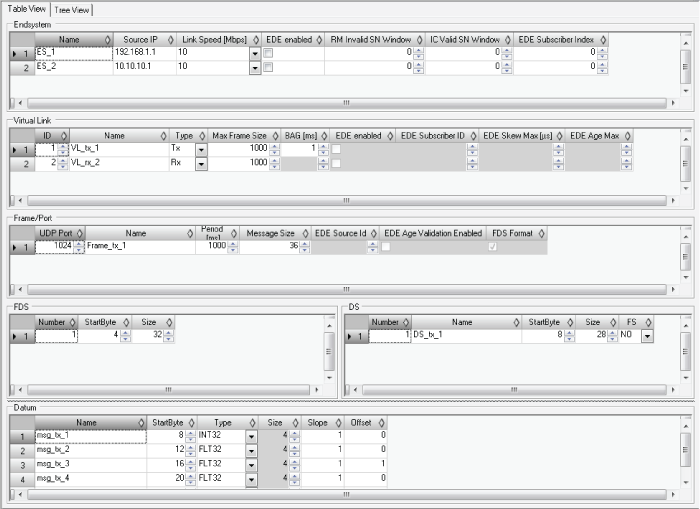 Table View Tree View
Endsystem
Name Source IP Link Speed [Mbps] EDE enabled RM Invalid SN Window IC Valid SN Window EDE Subscriber Index
1 ES_1 192.168.1.1 10 0 0 0
2 ES_2 10.10.10.1 10 0 0 0
Virtual Link
ID Name Type Max Frame Size BAG [ms] EDE enabled EDE Subscriber ID EDE Skew Max [µs] EDE Age Max
1 1 VL_tx_1 Tx 1000 1
2 2 VL_rx_2 Rx 1000
Frame/Port
UDP Port Name Period [ms] Message Size EDE Source Id EDE Age Validation Enabled FDS Format
1 1024 Frame_tx_1 1000 36
FDS
Number StartByte Size
1 1 4 32
DS
Number Name StartByte Size FS
1 1 DS_tx_1 8 28 NO
Datum
Name StartByte Type Size Slope Offset
1 msg_tx_1 8 INT32 4 1 0
2 msg_tx_2 12 FLT32 4 1 0
3 msg_tx_3 16 FLT32 4 1 1
4 msg_tx_4 20 FLT32 4 1 0